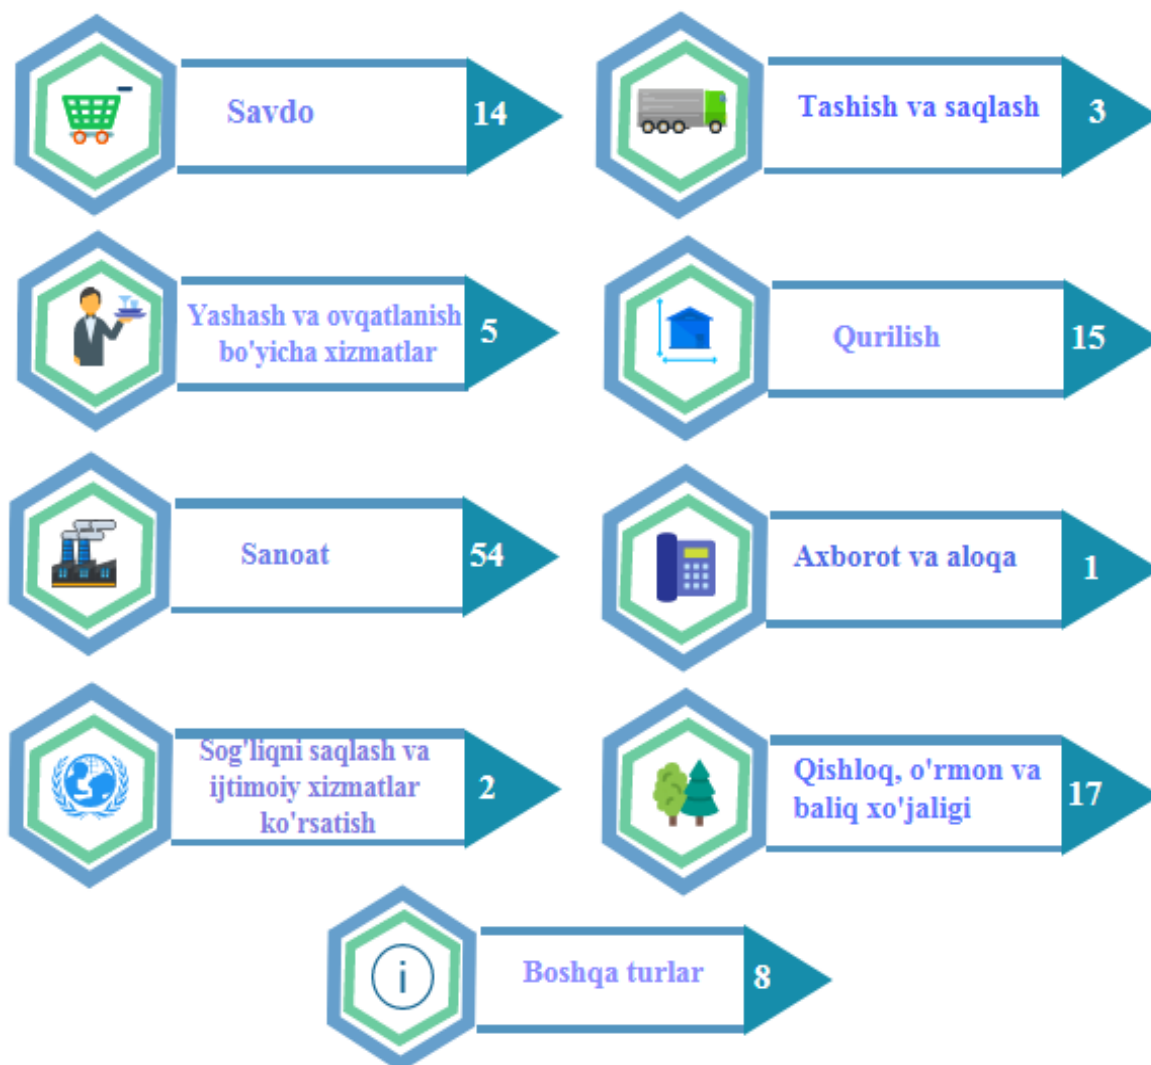 Savdo
14
Tashish va saqlash
3
Yashash va ovqatlanish
bo'yicha xizmatlar
5
Qurilish
15
Sanoat
54
Axborot va aloqa
1
Sog'liqni saqlash va
ijtimoiy xizmatlar
ko'rsatish
2
Qishloq, o'rmon va
baliq xo'jaligi
17
Boshqa turlar
8